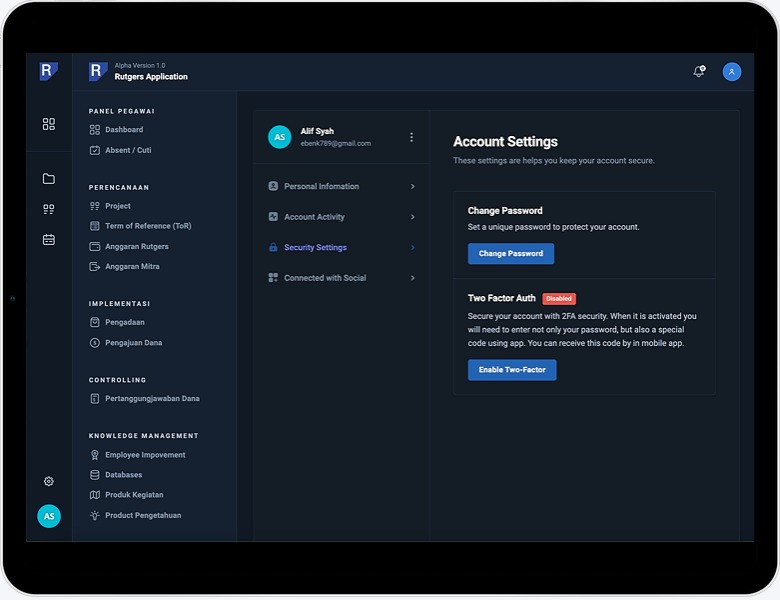 R
R
Alpha Version 1.0
Rutgers Application
PANEL PEGAWAI
Dashboard
Absent / Cuti
PERENCANAAN
Project
Term of Reference (ToR)
Anggaran Rutgers
Anggaran Mitra
IMPLEMENTASI
Pengadaan
Pengajuan Dana
CONTROLLING
Pertanggungjawaban Dana
KNOWLEDGE MANAGEMENT
Employee Impovement
Databases
Produk Kegiatan
Product Pengetahuan
AS
AS
Alif Syah
ebenk789@gmail.com
Personal Infomation
Account Activity
Security Settings
Connected with Social
Account Settings
These settings are helps you keep your account secure.
Change Password
Set a unique password to protect your account.
Change Password
Two Factor Auth Disabled
Secure your account with 2FA security. When it is activated you
will need to enter not only your password, but also a special
code using app. You can receive this code by in mobile app.
Enable Two-Factor